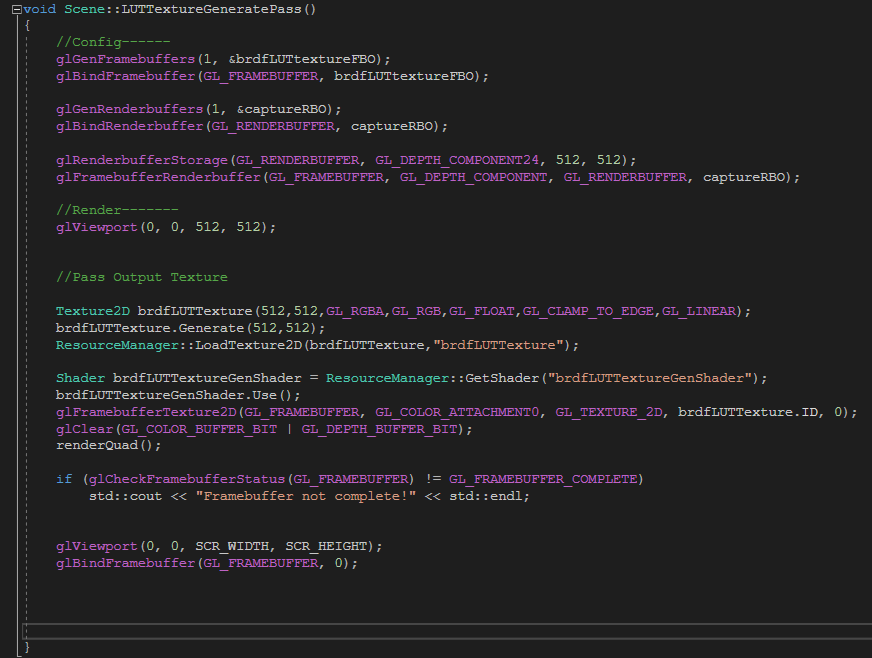 void Scene::LUTTextureGeneratePass()
{
//Config------
glGenFramebuffers(1, &brdfLUTtextureFBO);
glBindFramebuffer(GL_FRAMEBUFFER, brdfLUTtextureFBO);
glGenRenderbuffers(1, &captureRBO);
glBindRenderbuffer(GL_RENDERBUFFER, captureRBO);
glRenderbufferStorage(GL_RENDERBUFFER, GL_DEPTH_COMPONENT24, 512, 512);
glFramebufferRenderbuffer(GL_FRAMEBUFFER, GL_DEPTH_COMPONENT, GL_RENDERBUFFER, captureRBO);
//Render-------
glViewport(0, 0, 512, 512);
//Pass Output Texture
Texture2D brdfLUTTexture(512,512,GL_RGBA,GL_RGB,GL_FLOAT,GL_CLAMP_TO_EDGE,GL_LINEAR);
brdfLUTTexture.Generate(512,512);
ResourceManager::LoadTexture2D(brdfLUTTexture,"brdfLUTTexture");
Shader brdfLUTTextureGenShader = ResourceManager::GetShader("brdfLUTTextureGenShader");
brdfLUTTextureGenShader.Use();
glFramebufferTexture2D(GL_FRAMEBUFFER, GL_COLOR_ATTACHMENT0, GL_TEXTURE_2D, brdfLUTTexture.ID, 0);
glClear(GL_COLOR_BUFFER_BIT | GL_DEPTH_BUFFER_BIT);
renderQuad();
if (glCheckFramebufferStatus(GL_FRAMEBUFFER) != GL_FRAMEBUFFER_COMPLETE)
std::cout << "Framebuffer not complete!" << std::endl;
glViewport(0, 0, SCR_WIDTH, SCR_HEIGHT);
glBindFramebuffer(GL_FRAMEBUFFER, 0);
}